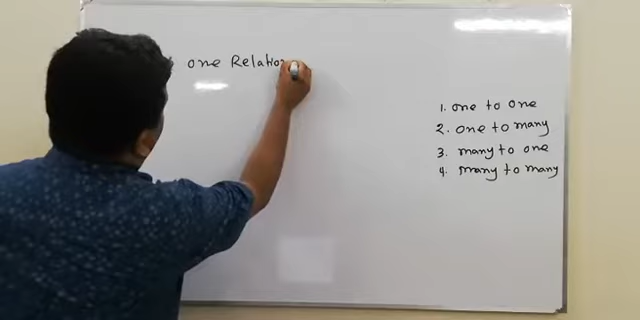 one Relatio
1. one to one
2. one to many
3. many to one
4. many to many